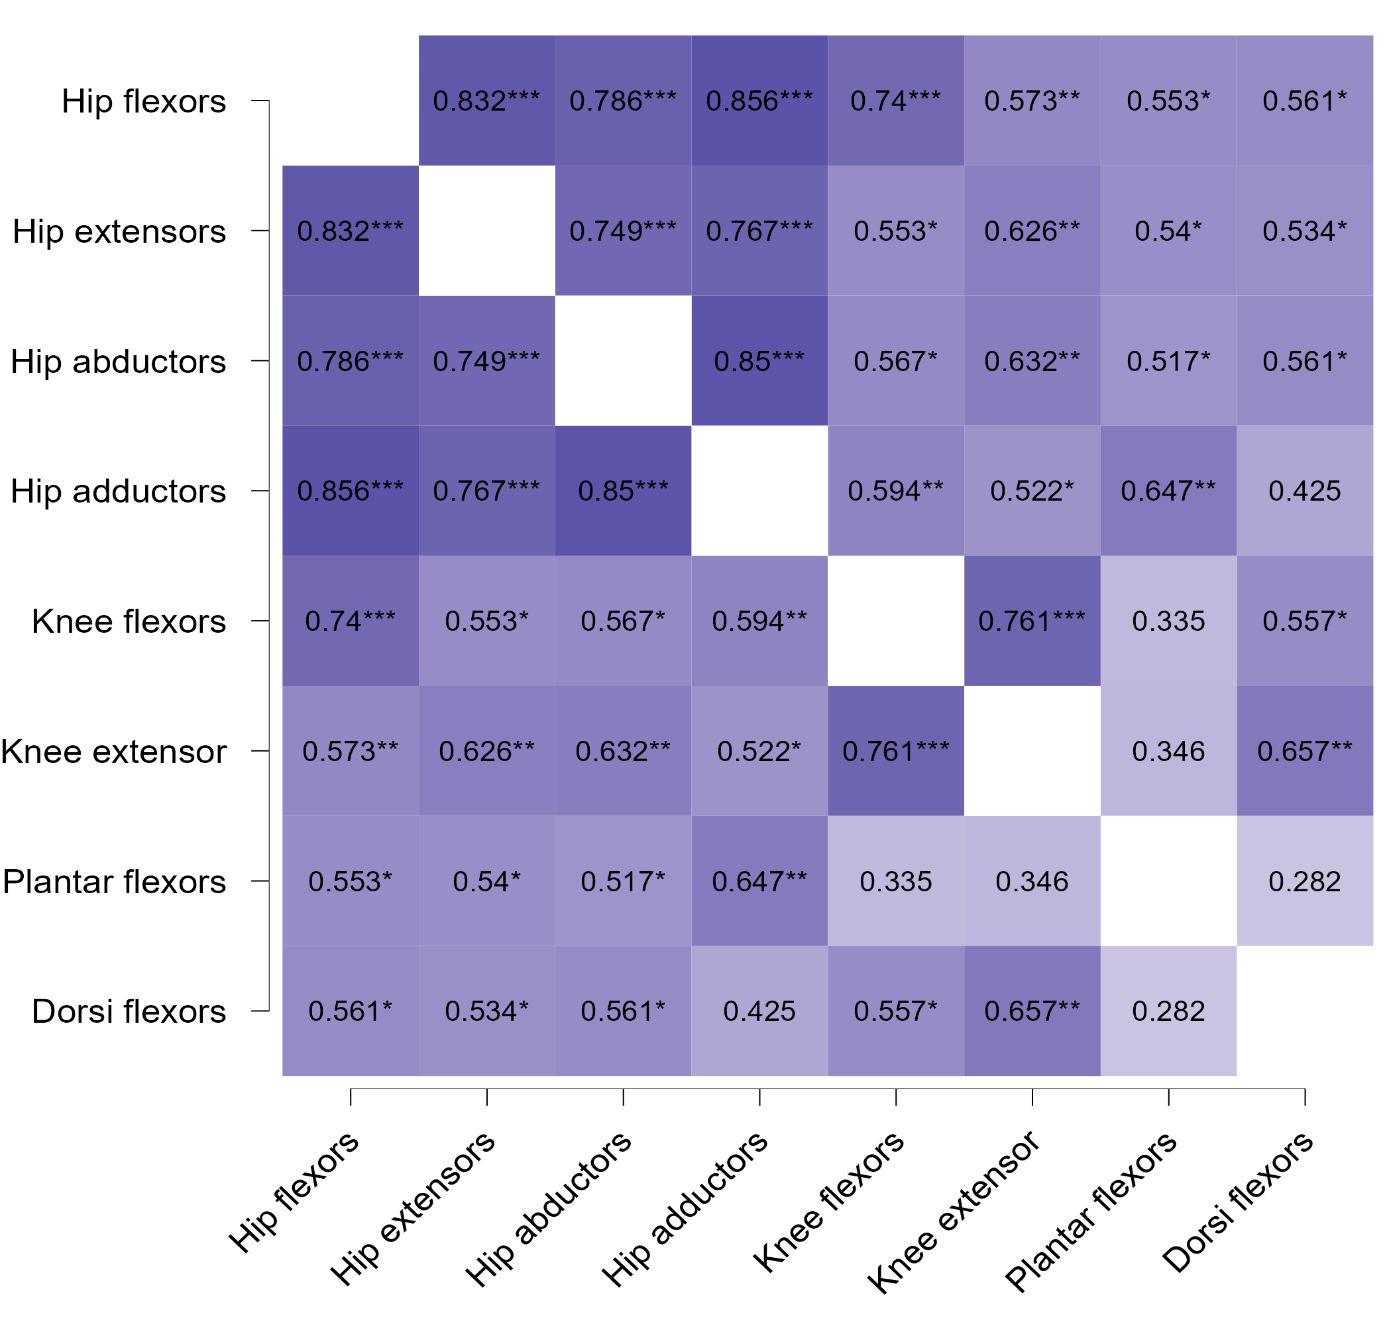 Hip flexors 0.832*** 0.786*** 0.856*** 0.74*** 0.573** 0.553* 0.561*
Hip extensors 0.832*** 0.749*** 0.767*** 0.553* 0.626** 0.54* 0.534*
Hip abductors 0.786*** 0.749*** 0.85*** 0.567* 0.632** 0.517* 0.561*
Hip adductors 0.856*** 0.767*** 0.85*** 0.594** 0.522* 0.647** 0.425
Knee flexors 0.74*** 0.553* 0.567* 0.594** 0.761*** 0.335 0.557*
Knee extensor 0.573** 0.626** 0.632** 0.522* 0.761*** 0.346 0.657**
Plantar flexors 0.553* 0.54* 0.517* 0.647** 0.335 0.346 0.282
Dorsi flexors 0.561* 0.534* 0.561* 0.425 0.557* 0.657** 0.282
Hip flexors
Hip extensors
Hip abductors
Hip adductors
Knee flexors
Knee extensor
Plantar flexors
Dorsi flexors